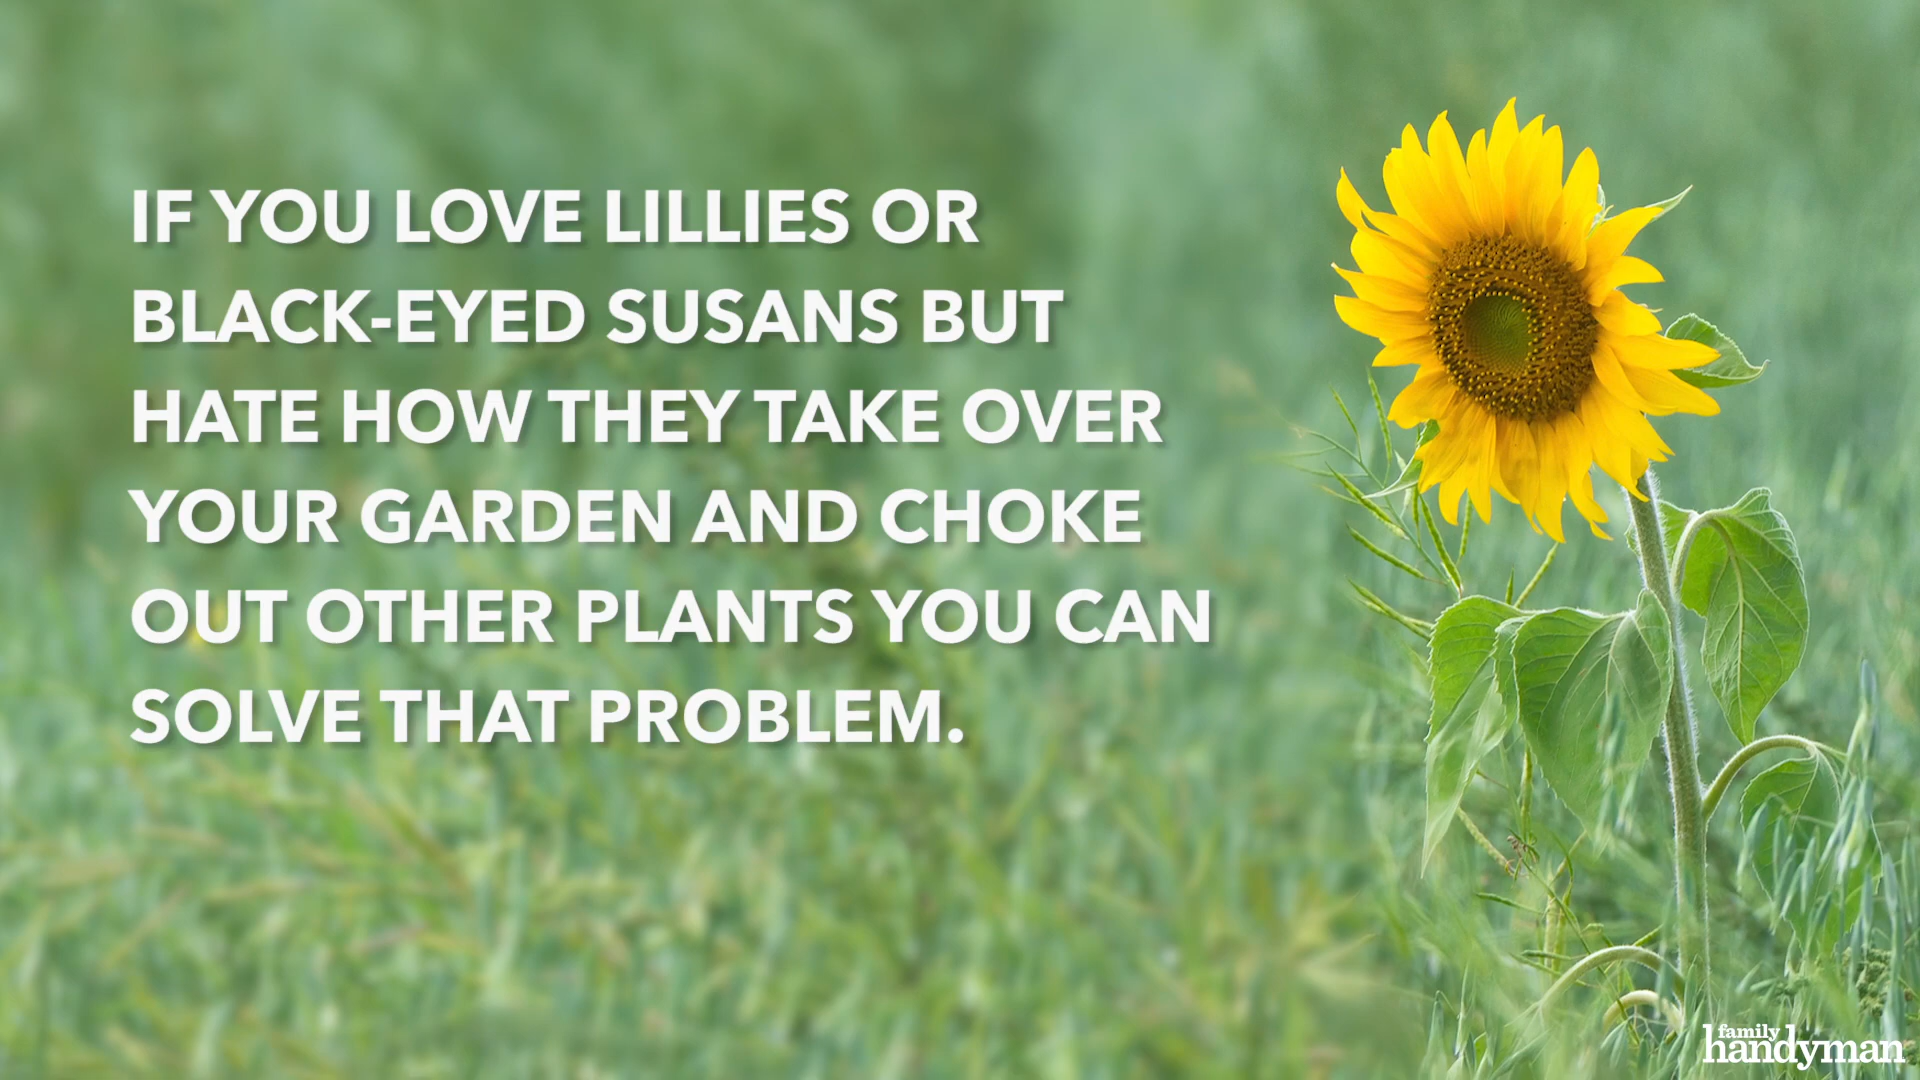 IF YOU LOVE LILLIES OR
BLACK-EYED SUSANS BUT
HATE HOW THEY TAKE OVER
YOUR GARDEN AND CHOKE
OUT OTHER PLANTS YOU CAN
SOLVE THAT PROBLEM.
family
handyman